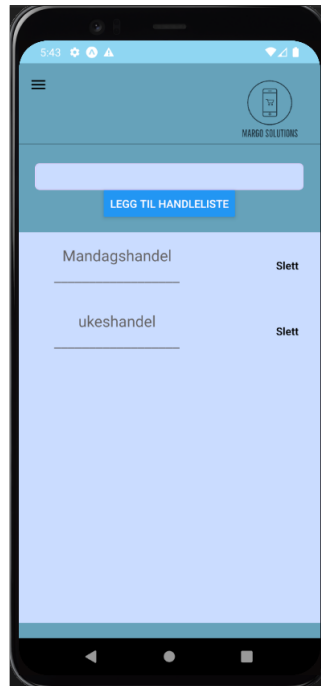 5:43
MARGO SOLUTIONS
LEGG TIL HANDLELISTE
Mandagshandel
Slett
ukeshandel
Slett